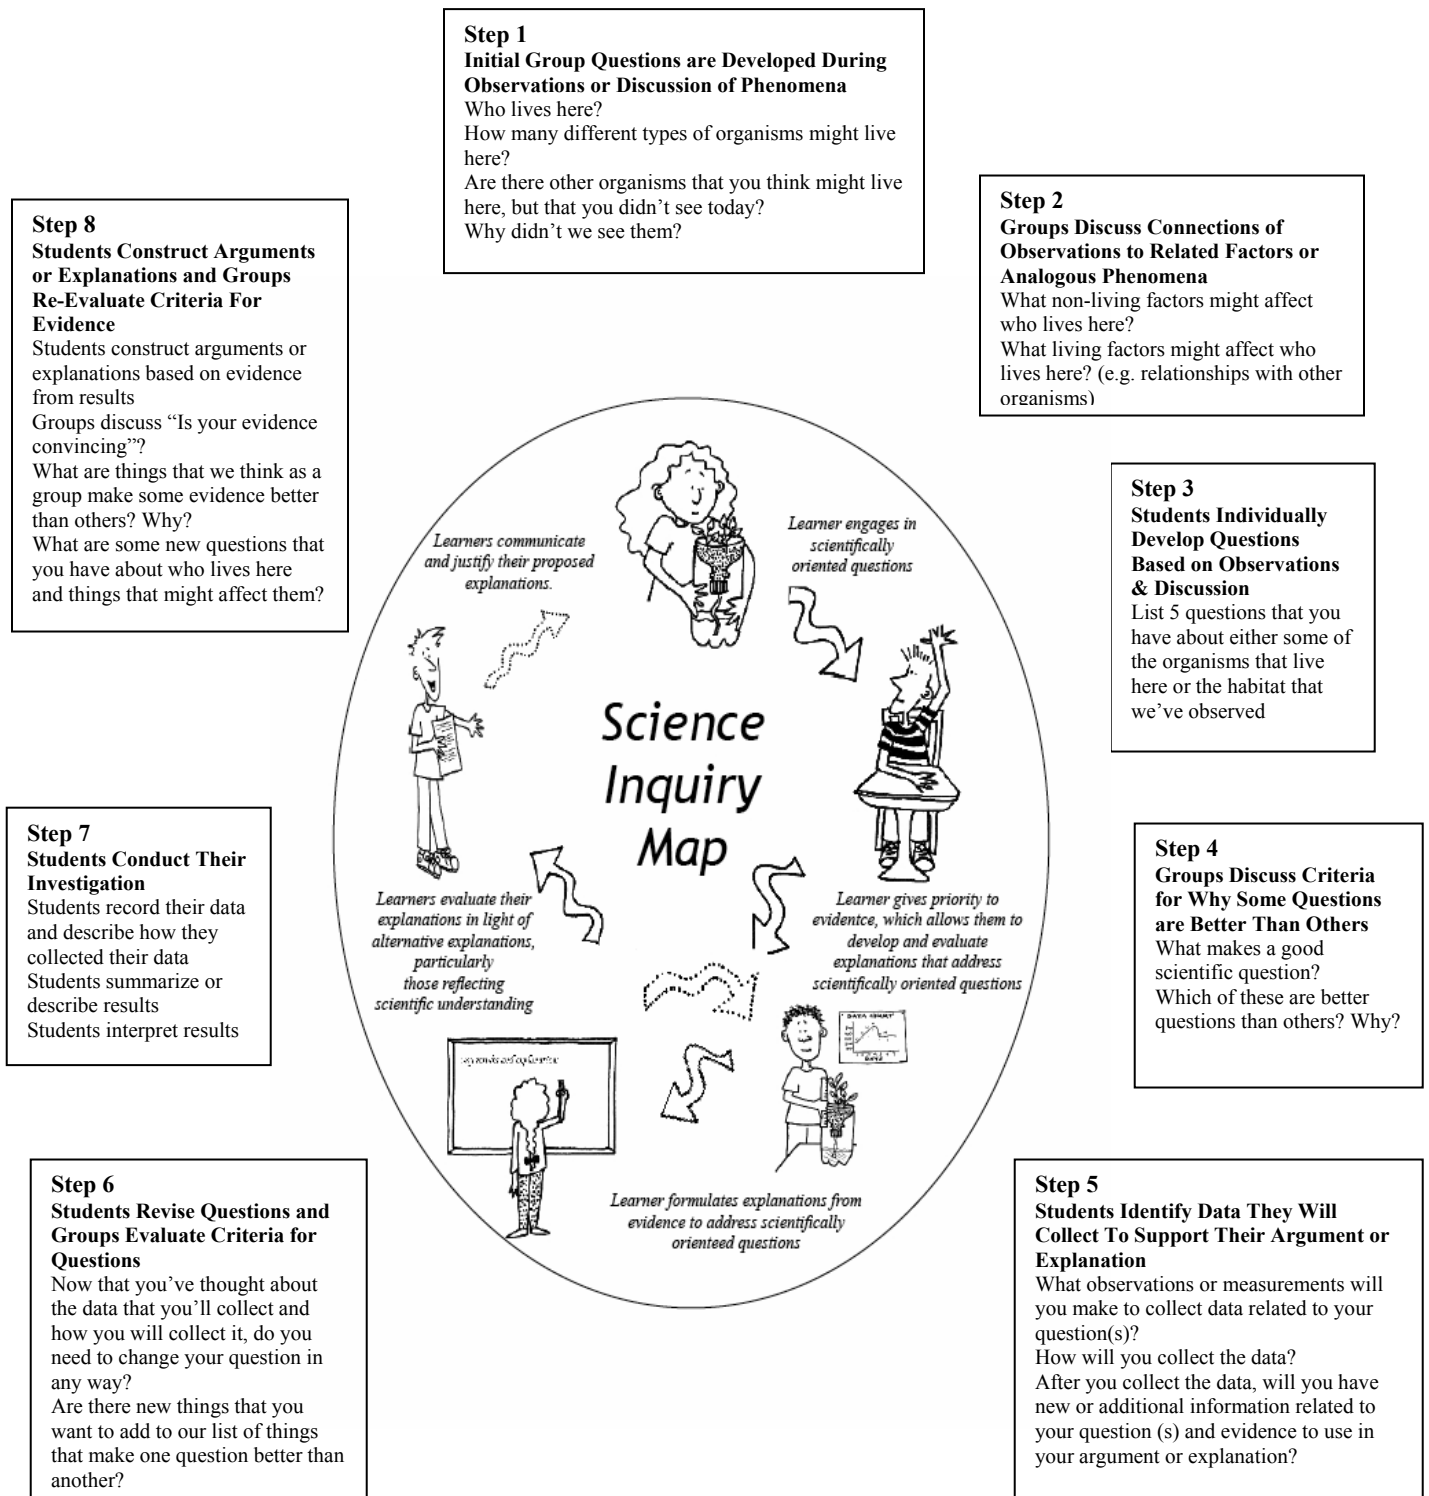 Step 1
Initial Group Questions are Developed During
Observations or Discussion of Phenomena
Who lives here?
How many different types of organisms might live
here?
Are there other organisms that you think might live
here, but that you didn’t see today?
Why didn’t we see them?
Step 2
Groups Discuss Connections of
Observations to Related Factors or
Analogous Phenomena
What non-living factors might affect
who lives here?
What living factors might affect who
lives here? (e.g. relationships with other
organisms)
Step 3
Students Individually
Develop Questions
Based on Observations
& Discussion
List 5 questions that you
have about either some of
the organisms that live
here or the habitat that
we’ve observed
Step 4
Groups Discuss Criteria
for Why Some Questions
are Better Than Others
What makes a good
scientific question?
Which of these are better
questions than others? Why?
Step 5
Students Identify Data They Will
Collect To Support Their Argument or
Explanation
What observations or measurements will
you make to collect data related to your
question(s)?
How will you collect the data?
After you collect the data, will you have
new or additional information related to
your question (s) and evidence to use in
your argument or explanation?
Step 6
Students Revise Questions and
Groups Evaluate Criteria for
Questions
Now that you’ve thought about
the data that you’ll collect and
how you will collect it, do you
need to change your question in
any way?
Are there new things that you
want to add to our list of things
that make one question better than
another?
Step 7
Students Conduct Their
Investigation
Students record their data
and describe how they
collected their data
Students summarize or
describe results
Students interpret results
Step 8
Students Construct Arguments
or Explanations and Groups
Re-Evaluate Criteria For
Evidence
Students construct arguments or
explanations based on evidence
from results
Groups discuss “Is your evidence
convincing”?
What are things that we think as a
group make some evidence better
than others? Why?
What are some new questions that
you have about who lives here
and things that might affect them?
Science
Inquiry
Map
Learner engages in
scientifically
oriented questions
Learner gives priority to
evidentce, which allows them to
develop and evaluate
explanations that address
scientifically oriented questions
DATA CHART
DAYS
Learner formulates explanations from
evidence to address scientifically
orienteed questions
Learners evaluate their
explanations in light of
alternative explanations,
particularly
those reflecting
scientific understanding
Learners communicate
and justify their proposed
explanations.